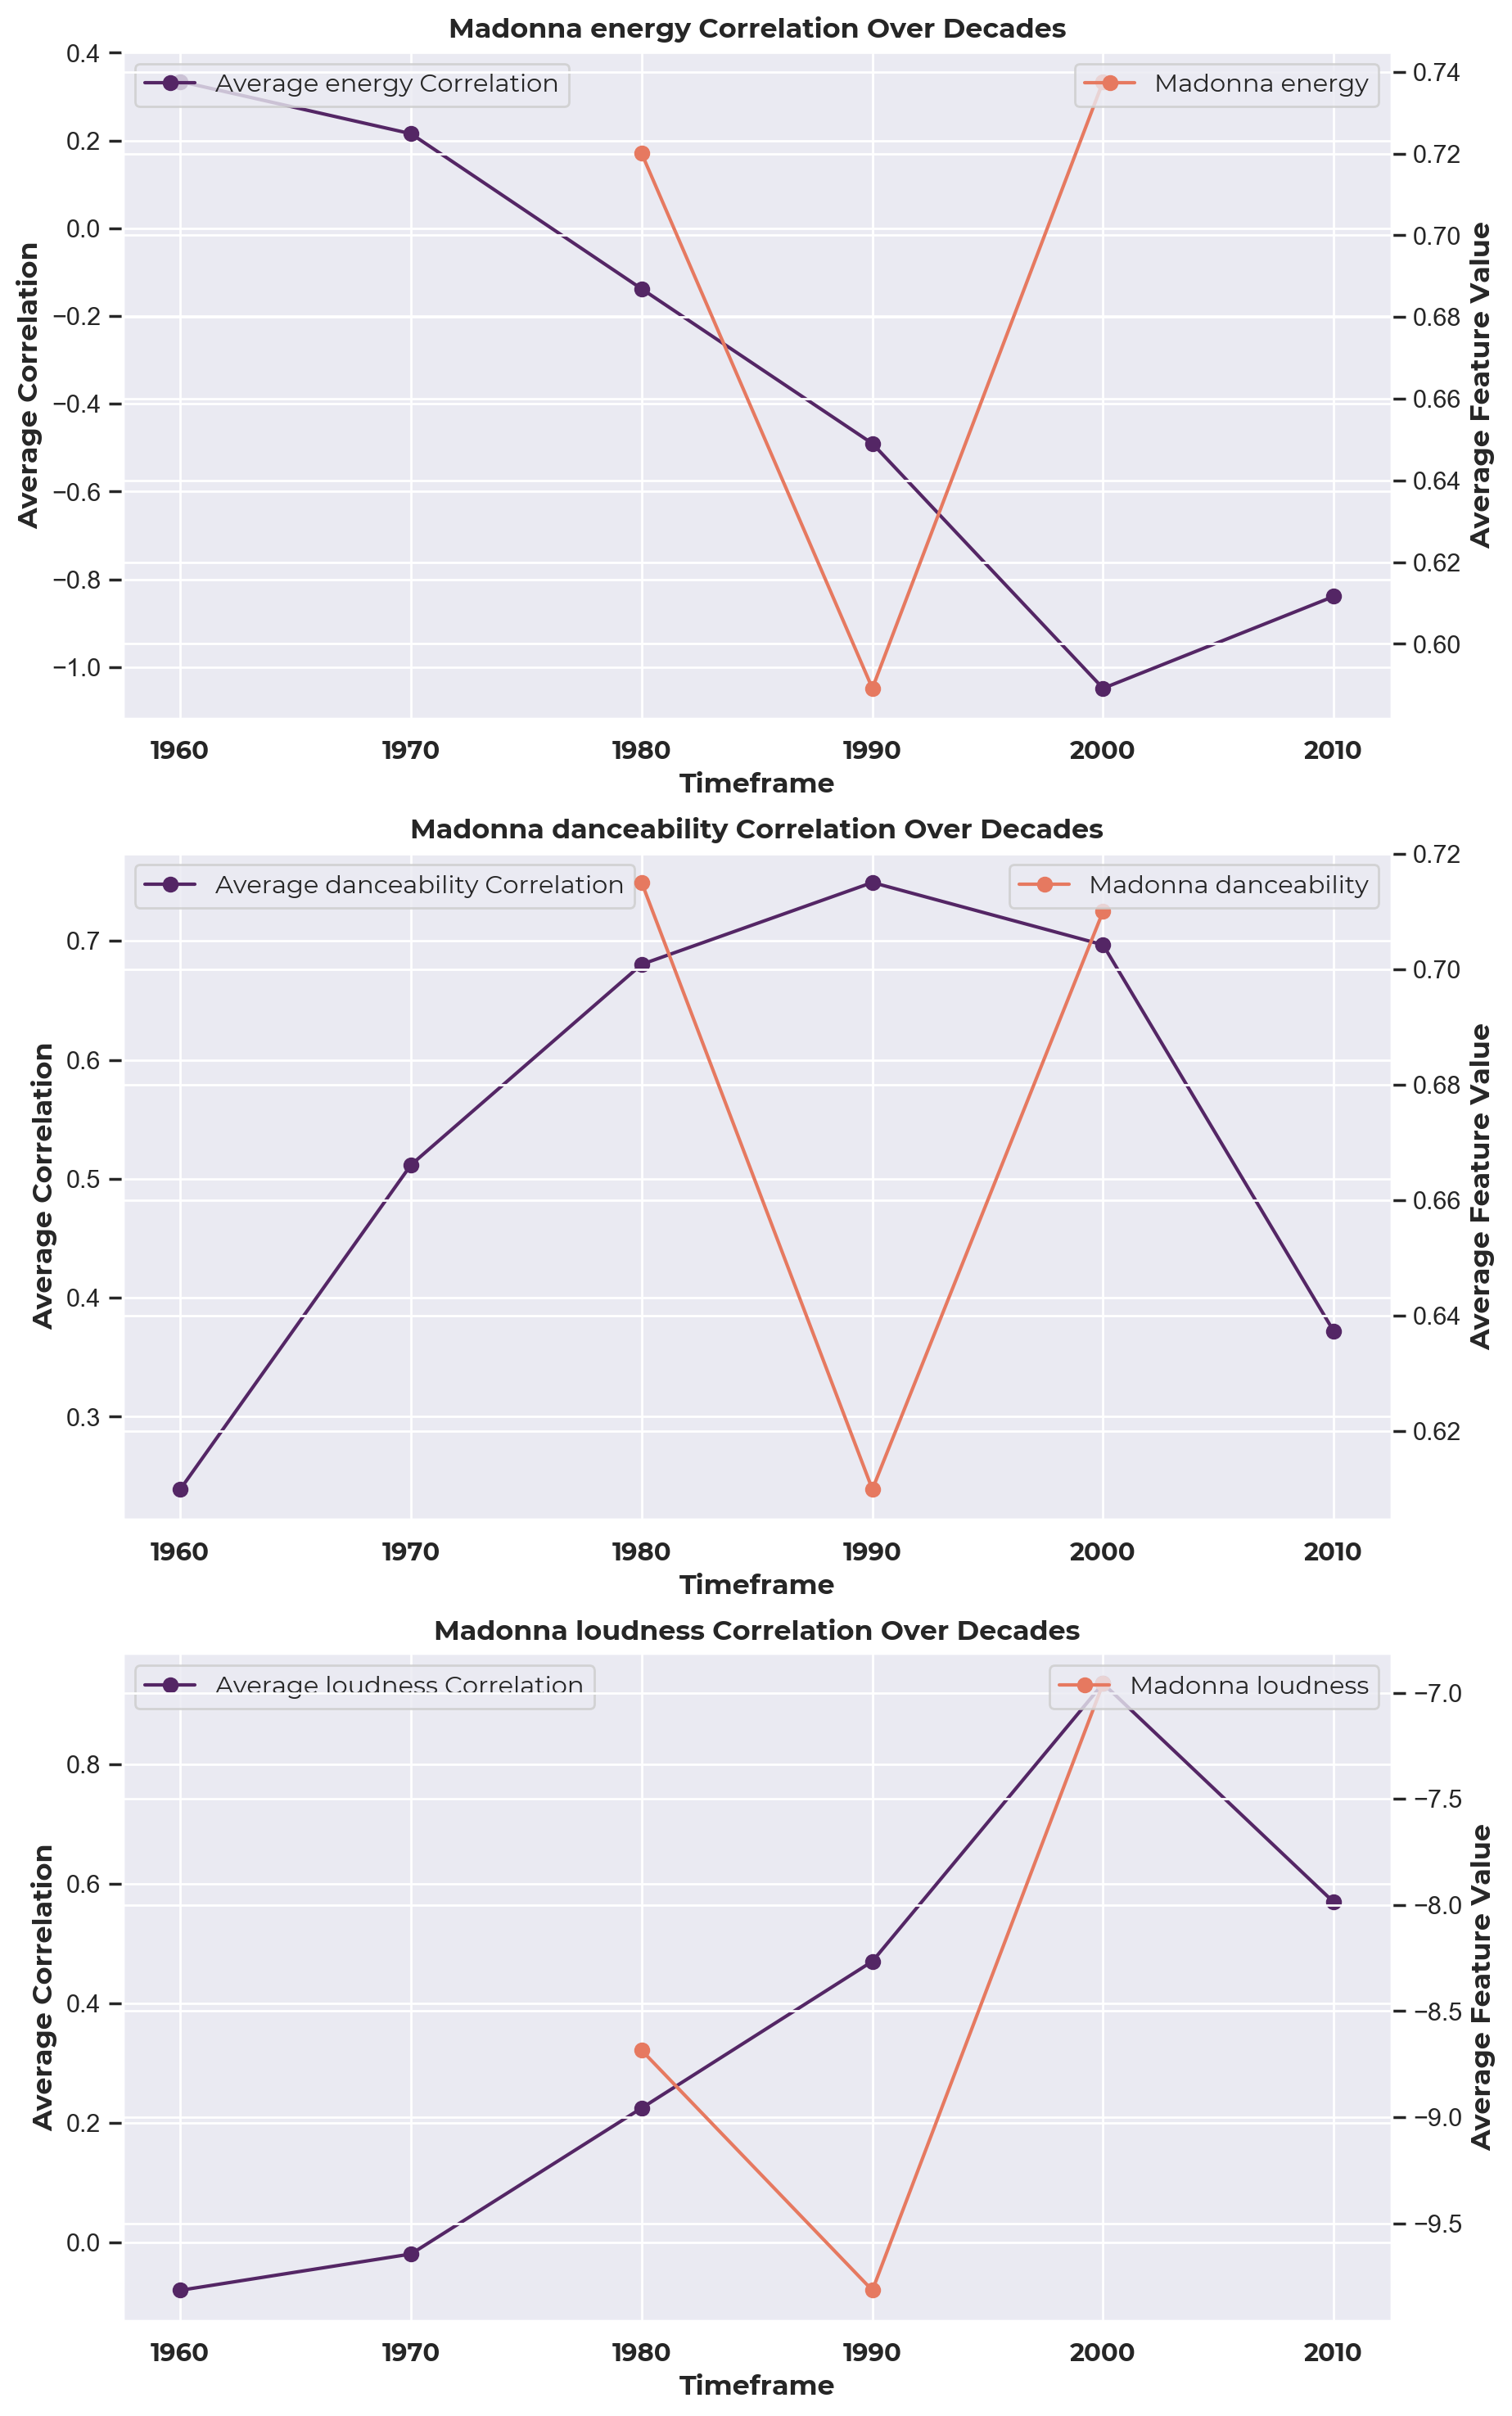 Madonna energy Correlation Over Decades
Average energy Correlation
Madonna energy
Average Correlation
0.4
0.2
0.0
−0.2
−0.4
−0.6
−0.8
−1.0
0.74
0.72
0.70
0.68
0.66
0.64
0.62
0.60
Average Feature Value
1960 1970 1980 1990 2000 2010
Timeframe
Madonna danceability Correlation Over Decades
Average danceability Correlation
Madonna danceability
Average Correlation
0.7
0.6
0.5
0.4
0.3
0.72
0.70
0.68
0.66
0.64
0.62
Average Feature Value
1960 1970 1980 1990 2000 2010
Timeframe
Madonna loudness Correlation Over Decades
Average loudness Correlation
Madonna loudness
Average Correlation
0.8
0.6
0.4
0.2
0.0
−7.0
−7.5
−8.0
−8.5
−9.0
−9.5
Average Feature Value
1960 1970 1980 1990 2000 2010
Timeframe